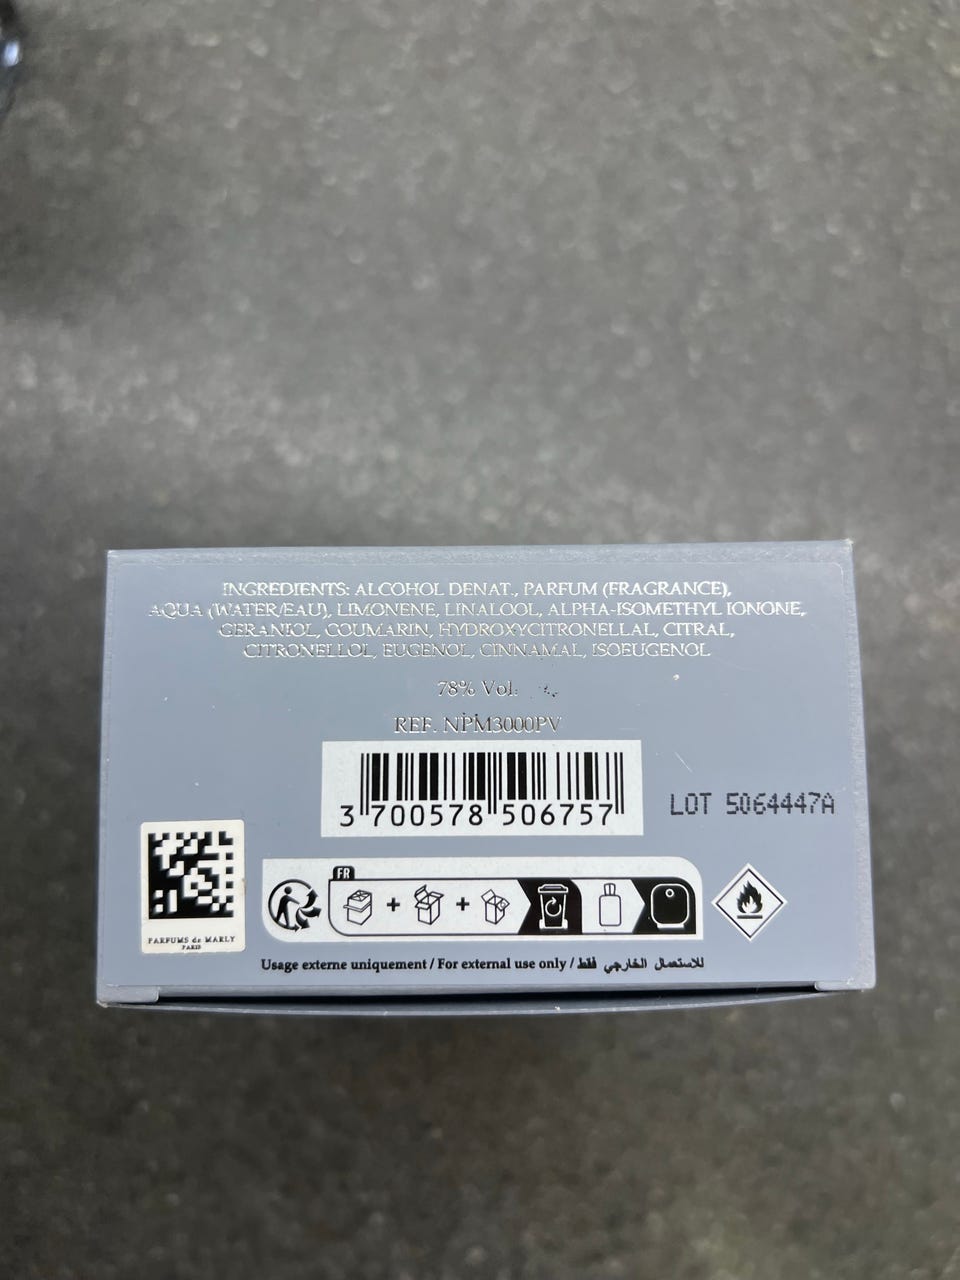 INGREDIENTS: ALCOHOL DENAT., PARFUM (FRAGRANCE),
AQUA (WATER/EAU), LIMONENE, LINALOOL, ALPHA-ISOMETHYL IONONE,
GERANIOL, COUMARIN, HYDROXYCITRONELLAL, CITRAL,
CITRONELLOL, EUGENOL, CINNAMAL, ISOEUGENOL
78% Vol.
REF. NPM3000PV
3 700578 506757
LOT 5064447A
FR
PARFUMS de MARLY
PARIS
Usage externe uniquement / For external use only / للاستعمال الخارجي فقط